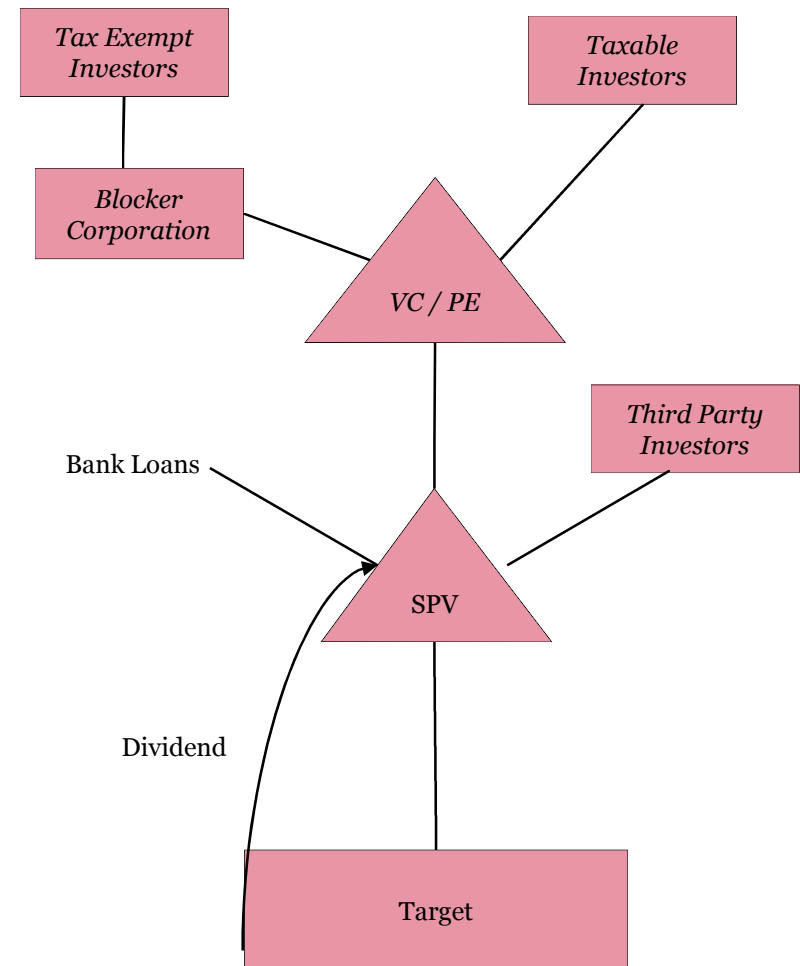 Tax Exempt
Investors
Taxable
Investors
Blocker
Corporation
VC / PE
Third Party
Investors
Bank Loans
SPV
Dividend
Target